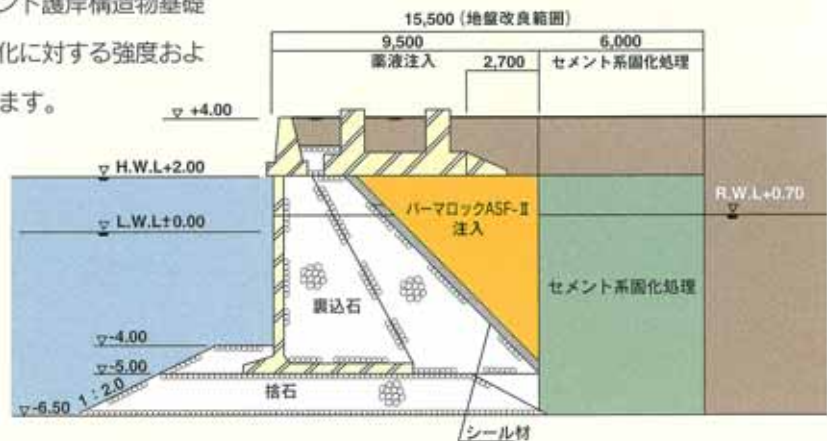 ント護岸構造物基礎
化に対する強度およ
ます。
15,500 (地盤改良範囲)
9,500
6,000
薬液注入
2,700
セメント系固化処理
▽ +4.00
▽ H.W.L+2.00
R.W.L+0.70
▽ L.W.L±0.00
パーマロックASF-Ⅱ
注入
セメント系固化処理
裏込石
▽-4.00
▽-5.00
1:2.0
▽-6.50
捨石
シール材